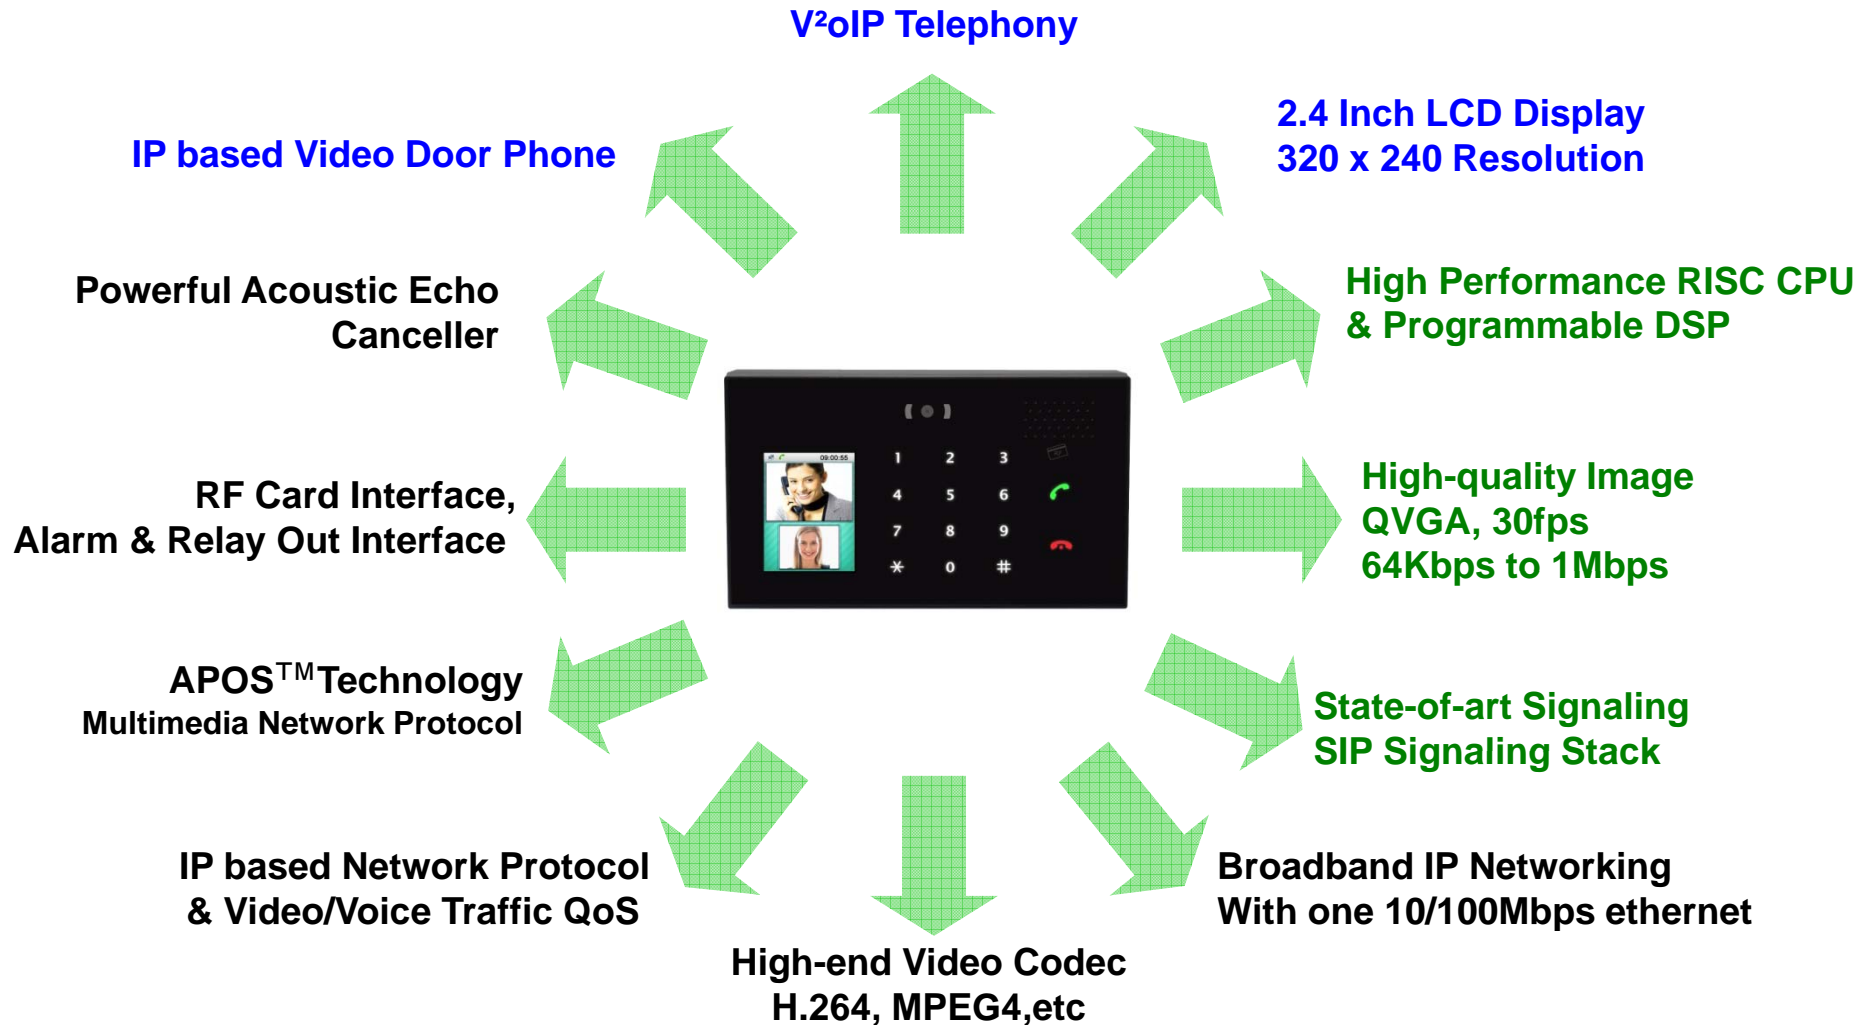 V²oIP Telephony
2.4 Inch LCD Display
320 x 240 Resolution
IP based Video Door Phone
High Performance RISC CPU
& Programmable DSP
Powerful Acoustic Echo
Canceller
09:00:55
1 2 3
4 5 6
7 8 9
* 0 #
High-quality Image
QVGA, 30fps
64Kbps to 1Mbps
RF Card Interface,
Alarm & Relay Out Interface
APOS™Technology
Multimedia Network Protocol
State-of-art Signaling
SIP Signaling Stack
IP based Network Protocol
& Video/Voice Traffic QoS
Broadband IP Networking
With one 10/100Mbps ethernet
High-end Video Codec
H.264, MPEG4,etc